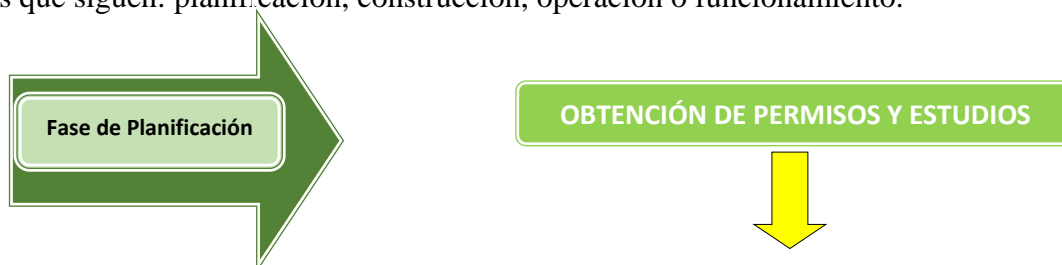 s que siguen: planificación, construcción, operación o funcionamiento.
Fase de Planificación
OBTENCIÓN DE PERMISOS Y ESTUDIOS